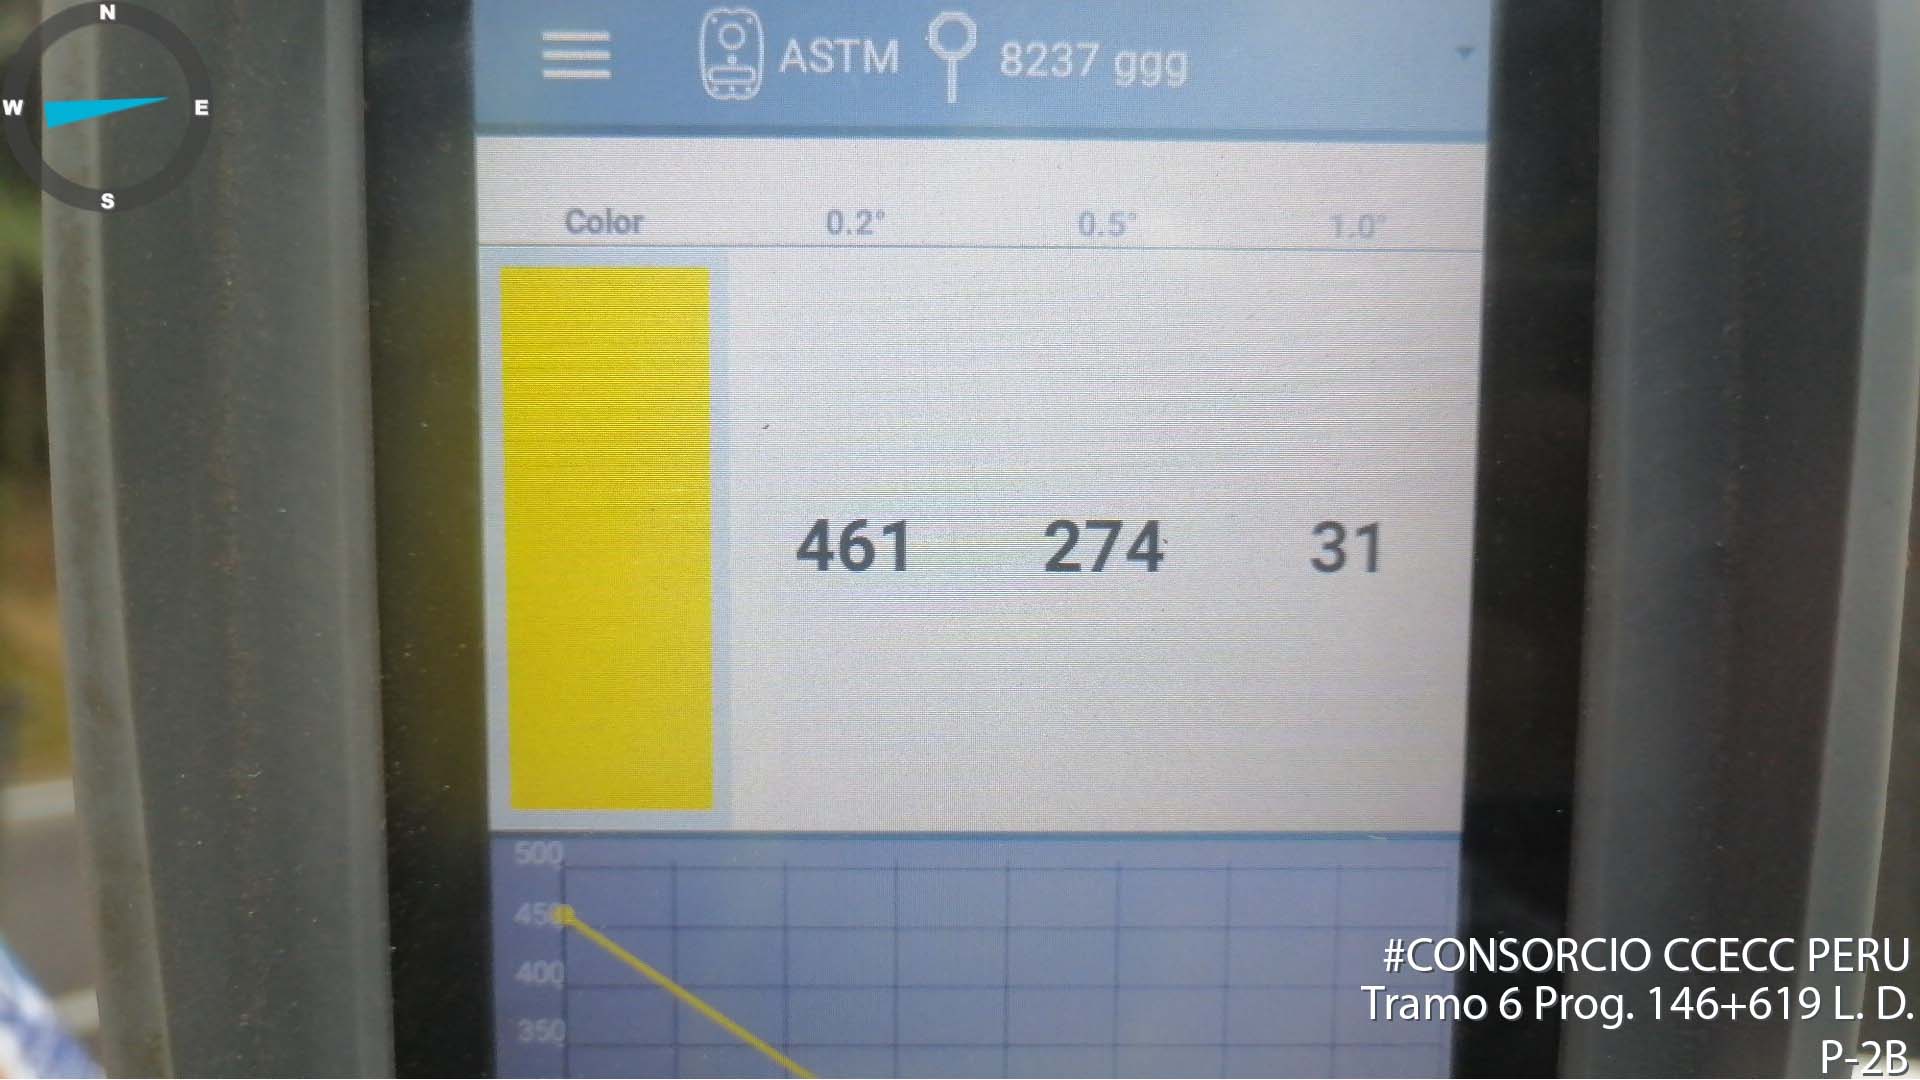 N
W E
S
ASTM 8237 ggg
Color 0.2° 0.5° 1.0°
461 274 31
500
450
400
350
#CONSORCIO CCECC PERU
Tramo 6 Prog. 146+619 L. D.
P-2B